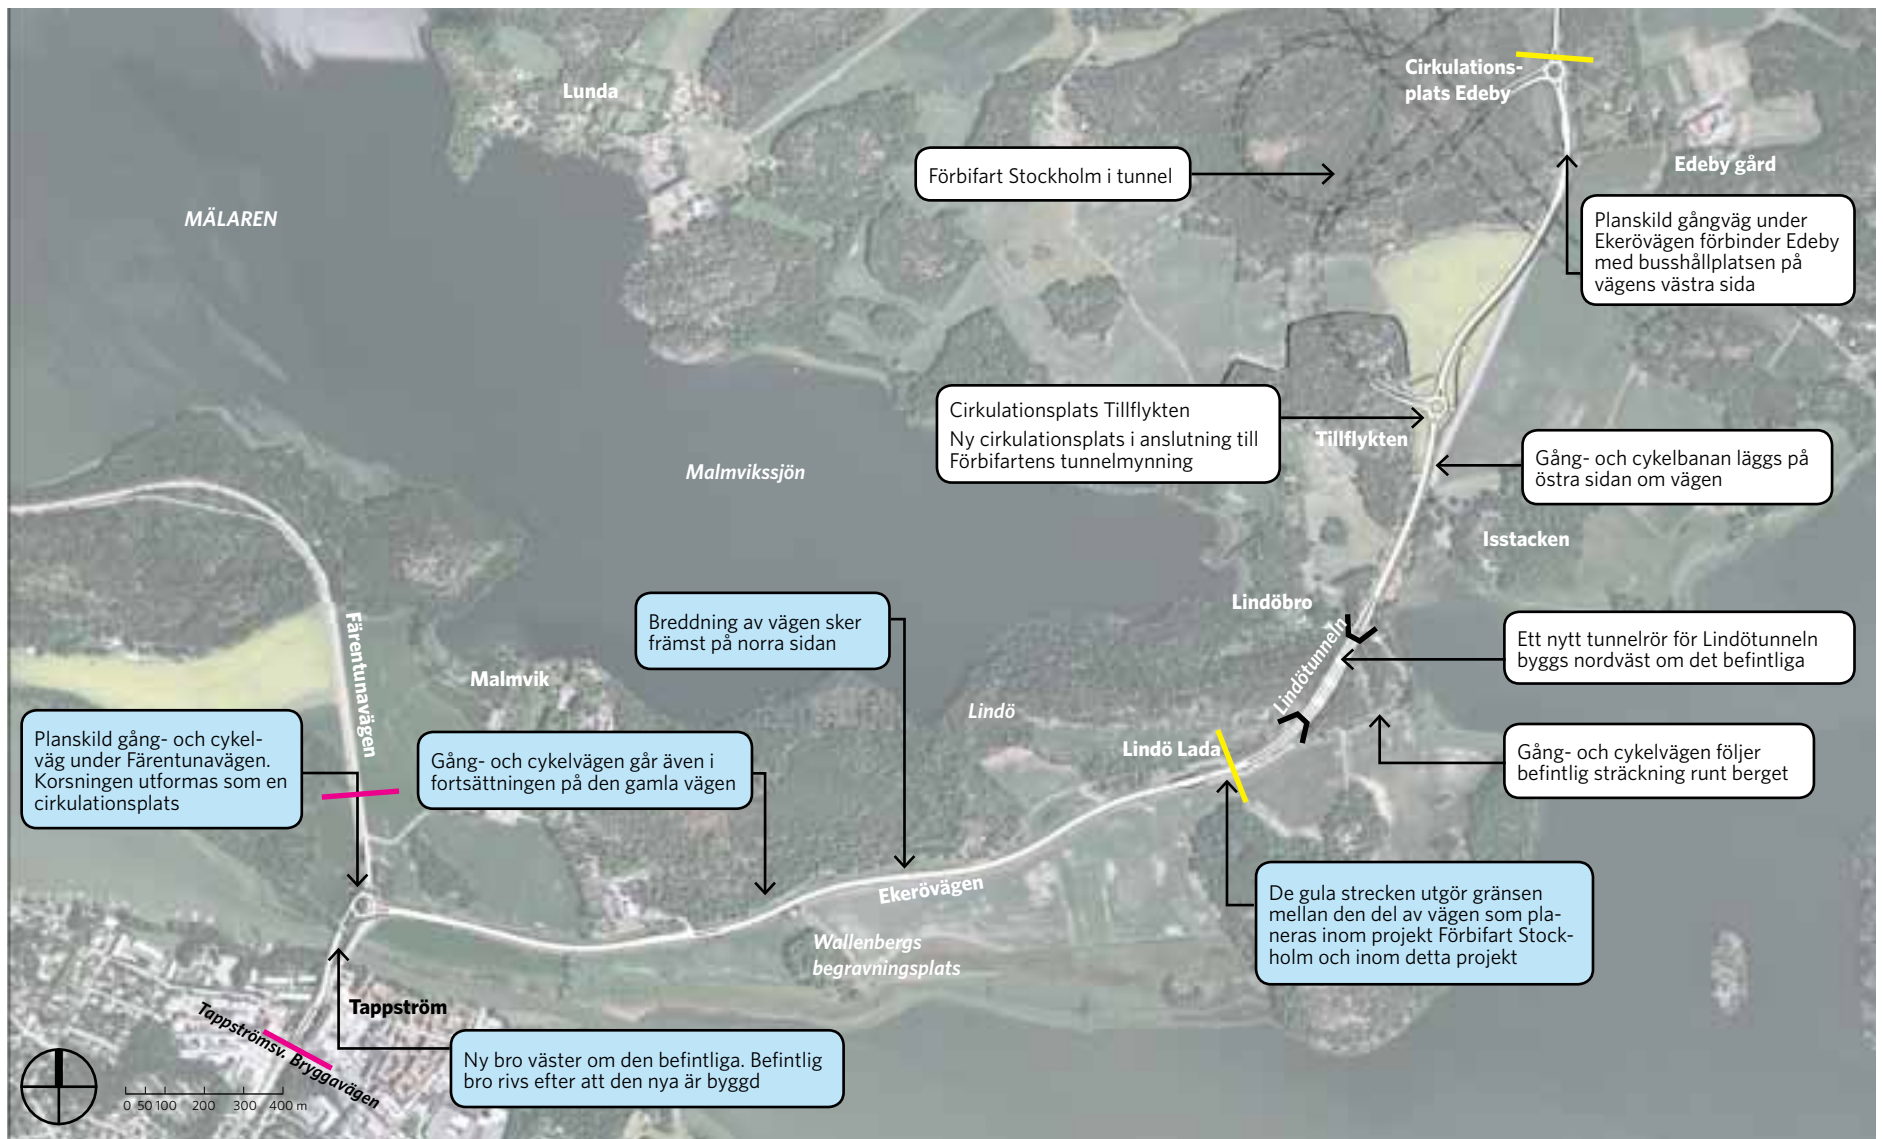 Lunda
Cirkulations-
plats Edeby
Förbifart Stockholm i tunnel
Edeby gård
MÄLAREN
Planskild gångväg under
Ekerövägen förbinder Edeby
med busshållplatsen på
vägens västra sida
Cirkulationsplats Tillflykten
Ny cirkulationsplats i anslutning till
Förbifartens tunnelmynning
Tillflykten
Malmvikssjön
Gång- och cykelbanan läggs på
östra sidan om vägen
Isstacken
Lindöbro
Breddning av vägen sker
främst på norra sidan
Ett nytt tunnelrör för Lindötunneln
byggs nordväst om det befintliga
Färentunavägen
Malmvik
Lindötunneln
Lindö
Planskild gång- och cykel-
väg under Färentunavägen.
Korsningen utformas som en
cirkulationsplats
Gång- och cykelvägen går även i
fortsättningen på den gamla vägen
Lindö Lada
Gång- och cykelvägen följer
befintlig sträckning runt berget
Ekerövägen
De gula strecken utgör gränsen
mellan den del av vägen som pla-
neras inom projekt Förbifart Stock-
holm och inom detta projekt
Wallenbergs
begravningsplats
Tappström
Tappströmsv. Bryggavägen
Ny bro väster om den befintliga. Befintlig
bro rivs efter att den nya är byggd
0 50 100 200 300 400 m